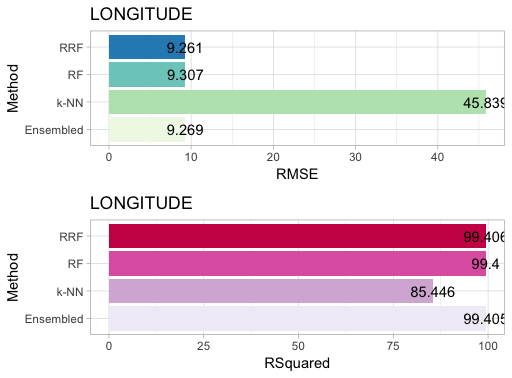 LONGITUDE
Method
RRF
9.261
RF
9.307
k-NN
45.839
Ensembled
9.269
0 10 20 30 40
RMSE
LONGITUDE
Method
RRF
99.406
RF
99.4
k-NN
85.446
Ensembled
99.405
0 25 50 75 100
RSquared